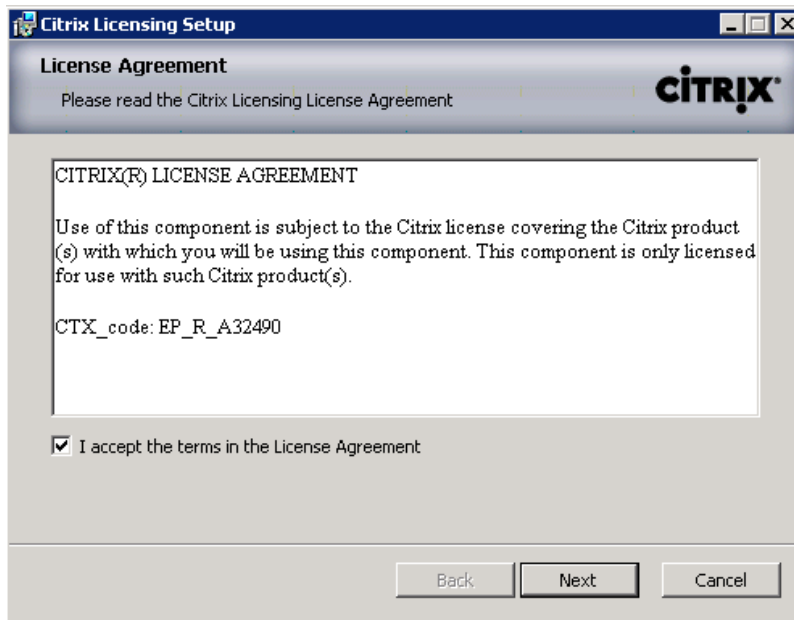 Citrix Licensing Setup
License Agreement
Please read the Citrix Licensing License Agreement
CITRIX
CITRIX(R) LICENSE AGREEMENT
Use of this component is subject to the Citrix license covering the Citrix product
(s) with which you will be using this component. This component is only licensed
for use with such Citrix product(s).
CTX_code: EP_R_A32490
I accept the terms in the License Agreement
Back
Next
Cancel